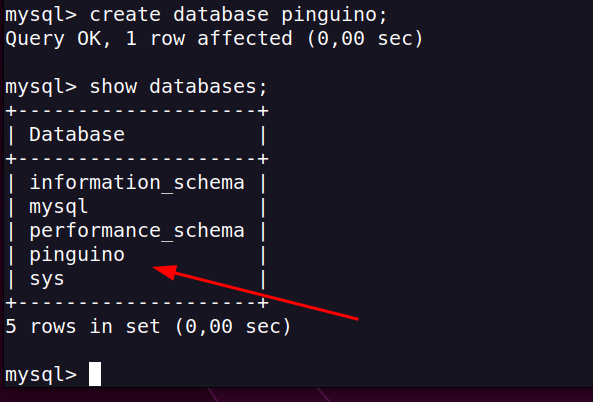 mysql> create database pinguino;
Query OK, 1 row affected (0,00 sec)
mysql> show databases;
+--------------------+
| Database           |
+--------------------+
| information_schema |
| mysql              |
| performance_schema |
| pinguino           |
| sys                |
+--------------------+
5 rows in set (0,00 sec)
mysql>